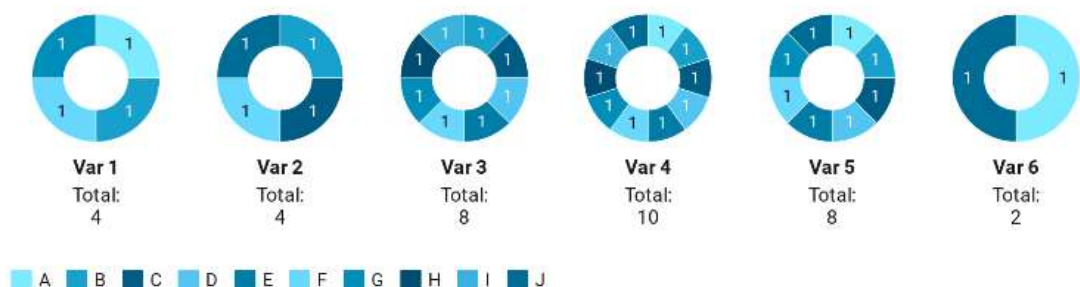 1 1 1 1
1 1 1 1
1 1 1 1 1 1 1 1
1 1 1 1 1 1 1 1 1 1
1 1 1 1 1 1 1 1
1 1
Var 1 Var 2 Var 3 Var 4 Var 5 Var 6
Total: Total: Total: Total: Total: Total:
4 4 8 10 8 2
A B C D E F G H I J